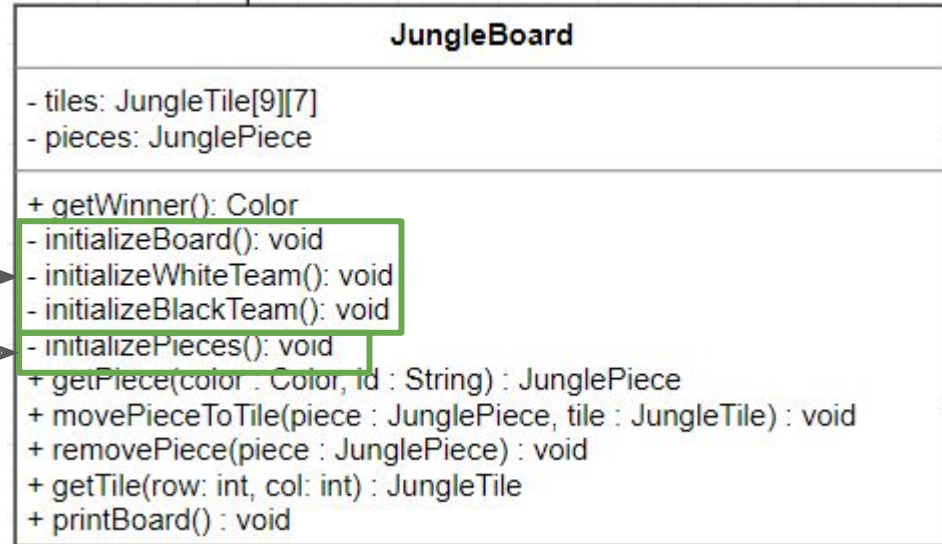 JungleBoard
- tiles: JungleTile[9][7]
- pieces: JunglePiece
+ getWinner(): Color
- initializeBoard(): void
- initializeWhiteTeam(): void
- initializeBlackTeam(): void
- initializePieces(): void
+ getPiece(color : Color, id : String) : JunglePiece
+ movePieceToTile(piece : JunglePiece, tile : JungleTile) : void
+ removePiece(piece : JunglePiece) : void
+ getTile(row: int, col: int) : JungleTile
+ printBoard() : void